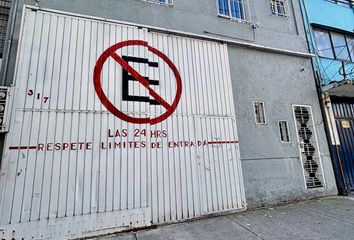 E
317
LAS 24 HRS
RESPETE LIMITES DE ENTRADA